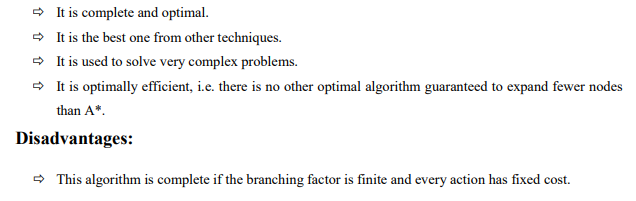 ⇨ It is complete and optimal.
⇨ It is the best one from other techniques.
⇨ It is used to solve very complex problems.
⇨ It is optimally efficient, i.e. there is no other optimal algorithm guaranteed to expand fewer nodes
than A*.
Disadvantages:
⇨ This algorithm is complete if the branching factor is finite and every action has fixed cost.